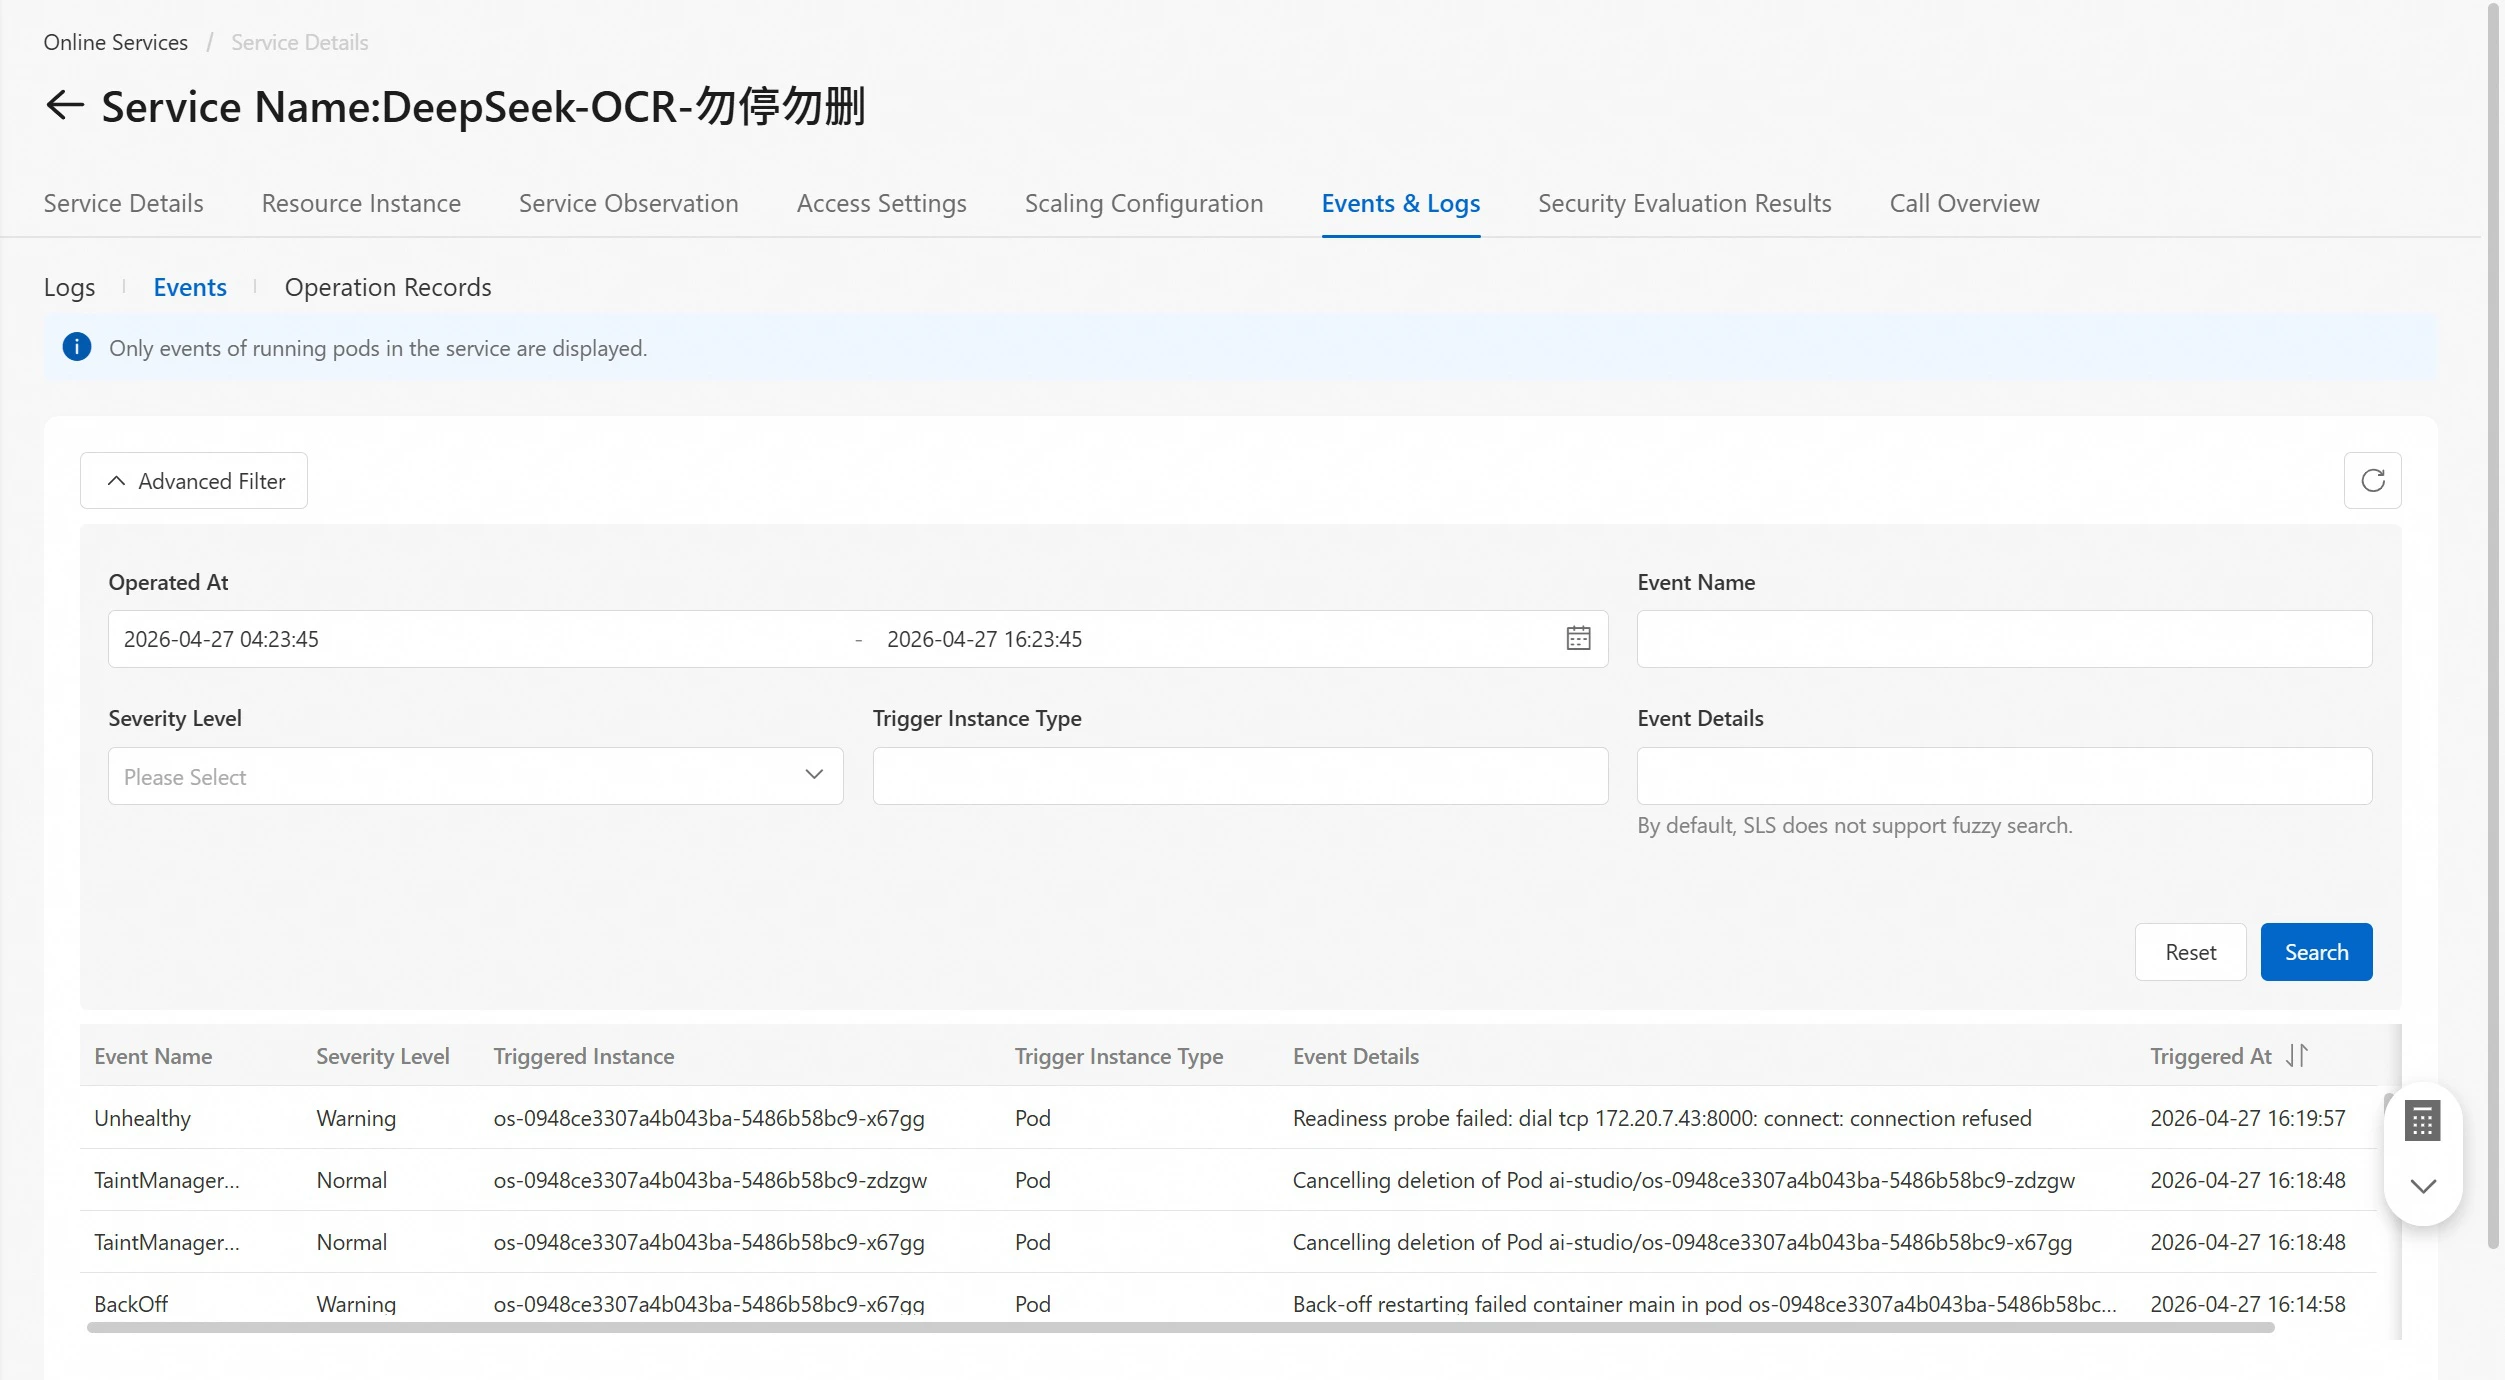 Online Services / Service Details
Service Name:DeepSeek-OCR-勿停勿删
Service Details Resource Instance Service Observation Access Settings Scaling Configuration Events & Logs Security Evaluation Results Call Overview
Logs Events Operation Records
Only events of running pods in the service are displayed.
Advanced Filter
Operated At Event Name
2026-04-27 04:23:45 - 2026-04-27 16:23:45
Severity Level Trigger Instance Type Event Details
Please Select
By default, SLS does not support fuzzy search.
Reset Search
Event Name Severity Level Triggered Instance Trigger Instance Type Event Details Triggered At
Unhealthy Warning os-0948ce3307a4b043ba-5486b58bc9-x67gg Pod Readiness probe failed: dial tcp 172.20.7.43:8000: connect: connection refused 2026-04-27 16:19:57
TaintManager... Normal os-0948ce3307a4b043ba-5486b58bc9-zdzgw Pod Cancelling deletion of Pod ai-studio/os-0948ce3307a4b043ba-5486b58bc9-zdzgw 2026-04-27 16:18:48
TaintManager... Normal os-0948ce3307a4b043ba-5486b58bc9-x67gg Pod Cancelling deletion of Pod ai-studio/os-0948ce3307a4b043ba-5486b58bc9-x67gg 2026-04-27 16:18:48
BackOff Warning os-0948ce3307a4b043ba-5486b58bc9-x67gg Pod Back-off restarting failed container main in pod os-0948ce3307a4b043ba-5486b58bc... 2026-04-27 16:14:58